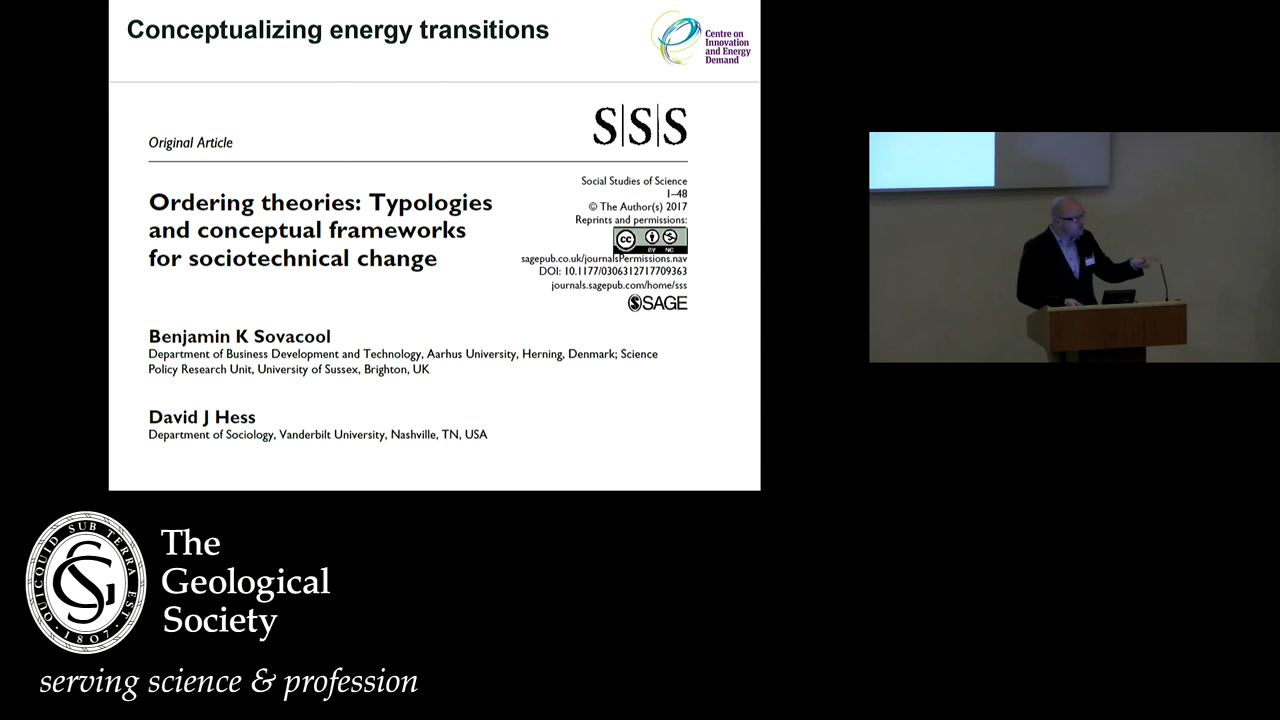 Conceptualizing energy transitions
Centre on
Innovation
and Energy
Demand
S|S|S
Original Article
Social Studies of Science
1–48
© The Author(s) 2017
Reprints and permissions:
cc
BY NC
sagepub.co.uk/journalsPermissions.nav
DOI: 10.1177/0306312717709363
journals.sagepub.com/home/sss
SAGE
Ordering theories: Typologies
and conceptual frameworks
for sociotechnical change
Benjamin K Sovacool
Department of Business Development and Technology, Aarhus University, Herning, Denmark; Science
Policy Research Unit, University of Sussex, Brighton, UK
David J Hess
Department of Sociology, Vanderbilt University, Nashville, TN, USA
QUICQUID SUB TERRA EST
1807
The
Geological
Society
serving science & profession